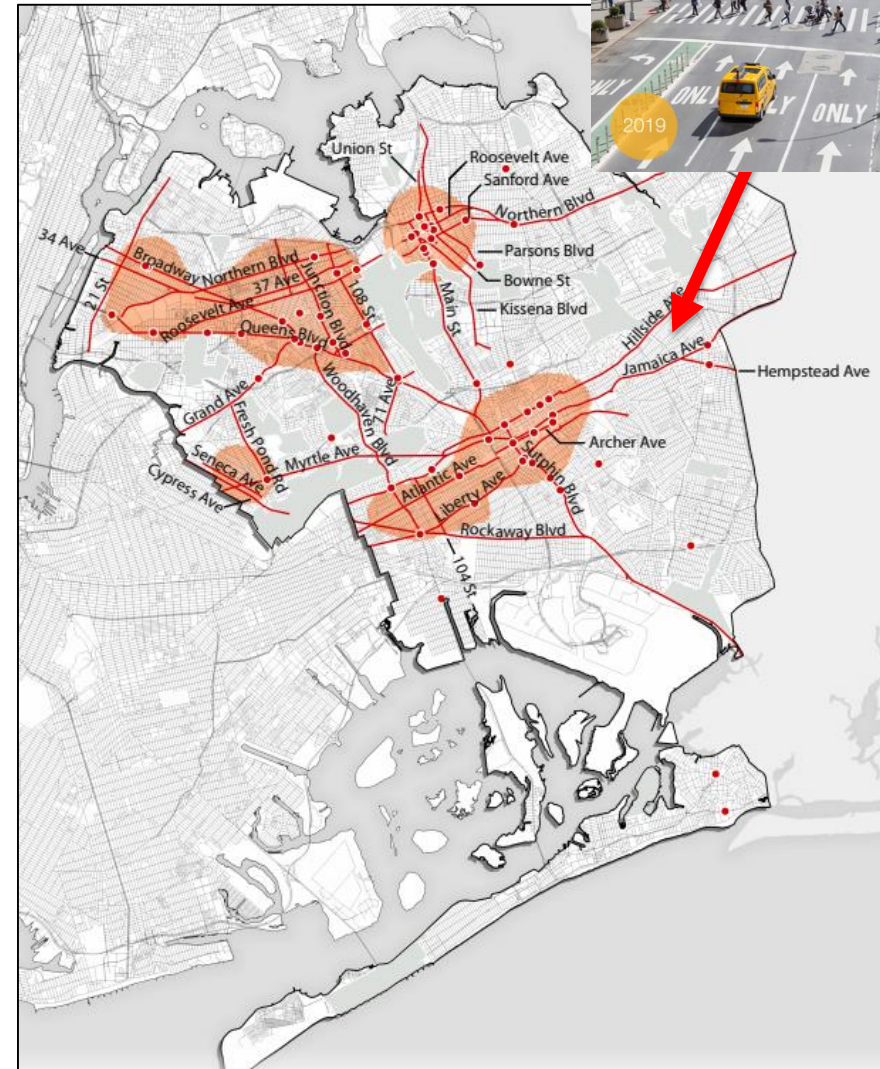 ONLY
ONLY
ONLY
2019
Union St
Roosevelt Ave
Sanford Ave
Northern Blvd
34 Ave
Broadway
Northern Blvd
37 Ave
Junction Blvd
108 St
Parsons Blvd
Bowne St
Kissena Blvd
Main St
21 St
Roosevelt Ave
Queens Blvd
Hillside Ave
Jamaica Ave
Hempstead Ave
Grand Ave
Woodhaven Blvd
71 Ave
Fresh Pond Rd
Seneca Ave
Cypress Ave
Myrtle Ave
Archer Ave
Atlantic Ave
Liberty Ave
Sutphin Blvd
Rockaway Blvd
104 St